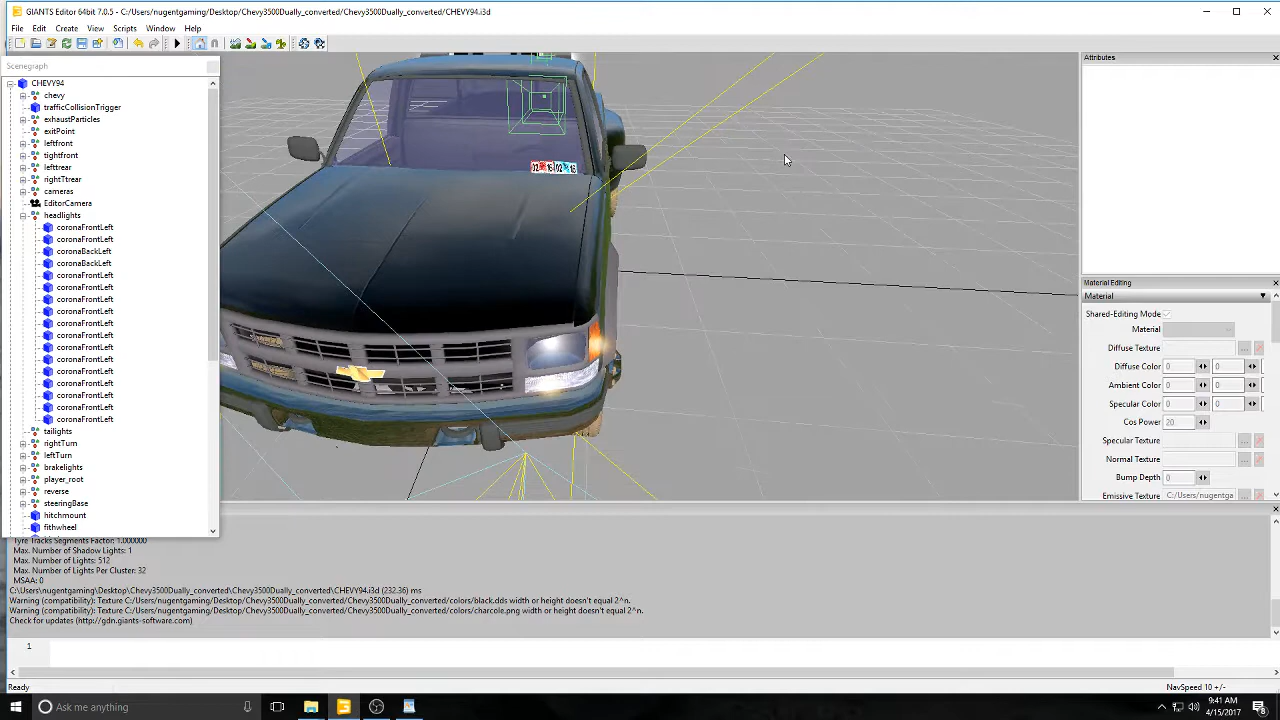 GIANTS Editor 64bit 7.0.5 - C:/Users/nugentgaming/Desktop/Chevy3500Dually_converted/Chevy3500Dually_converted/CHEVY94.i3d
File Edit Create View Scripts Window Help
Scenegraph
CHEVY94
chevy
trafficCollisionTrigger
exhaustParticles
exitPoint
leftfront
tightfront
lefttrear
rightTtrear
cameras
EditorCamera
headlights
coronaFrontLeft
coronaFrontLeft
coronaBackLeft
coronaBackLeft
coronaFrontLeft
coronaFrontLeft
coronaFrontLeft
coronaFrontLeft
coronaFrontLeft
coronaFrontLeft
coronaFrontLeft
coronaFrontLeft
coronaFrontLeft
coronaFrontLeft
coronaFrontLeft
coronaFrontLeft
coronaFrontLeft
tailights
rightTurn
leftTurn
brakelights
player_root
reverse
steeringBase
hitchmount
fithwheel
Attributes
Material Editing
Material
Shared-Editing Mode
Material
Diffuse Texture
Diffuse Color 0 0
Ambient Color 0 0
Specular Color 0 0
Cos Power 20
Specular Texture
Normal Texture
Bump Depth 0
Emissive Texture C:/Users/nugentga
Tyre Tracks Segments Factor: 1.000000
Max. Number of Shadow Lights: 1
Max. Number of Lights: 512
Max. Number of Lights Per Cluster: 32
MSAA: 0
C:\Users\nugentgaming\Desktop\Chevy3500Dually_converted\Chevy3500Dually_converted\CHEVY94.i3d (232.36) ms
Warning (compatibility): Texture C:/Users/nugentgaming/Desktop/Chevy3500Dually_converted/colors/black.dds width or height doesn't equal 2^n.
Warning (compatibility): Texture C:/Users/nugentgaming/Desktop/Chevy3500Dually_converted/colors/charcole.png width or height doesn't equal 2^n.
Check for updates (http://gdn.giants-software.com)
1
Ready
NavSpeed 10 +/-
Ask me anything
9:41 AM
4/15/2017